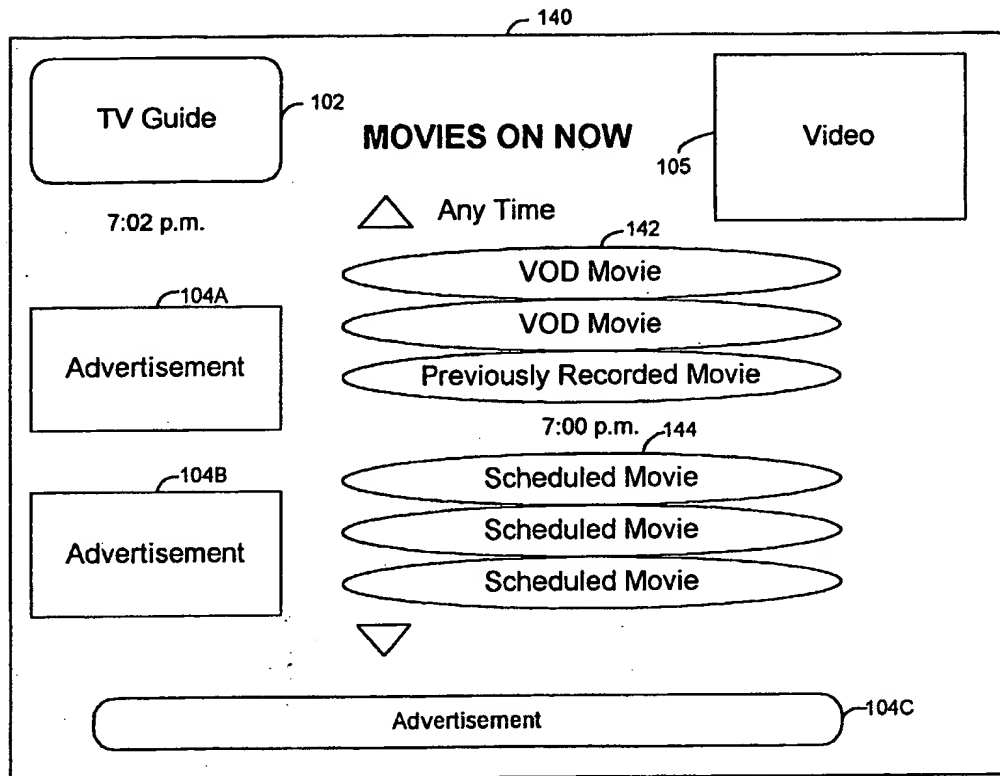 140
TV Guide
102
MOVIES ON NOW
105
Video
7:02 p.m.
Any Time
142
VOD Movie
VOD Movie
Previously Recorded Movie
104A
Advertisement
7:00 p.m.
144
Scheduled Movie
Scheduled Movie
Scheduled Movie
104B
Advertisement
Advertisement
104C